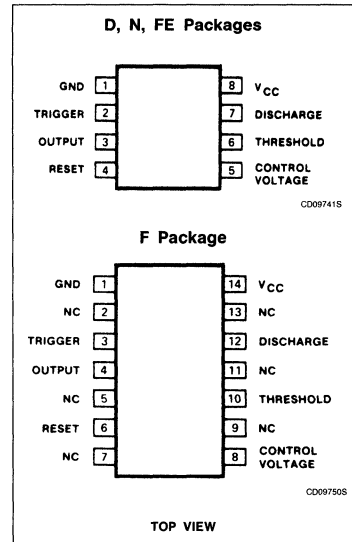 D, N, FE Packages
GND 1 8 VCC
TRIGGER 2 7 DISCHARGE
OUTPUT 3 6 THRESHOLD
RESET 4 5 CONTROL
VOLTAGE
CD09741S
F Package
GND 1 14 VCC
NC 2 13 NC
TRIGGER 3 12 DISCHARGE
OUTPUT 4 11 NC
NC 5 10 THRESHOLD
RESET 6 9 NC
NC 7 8 CONTROL
VOLTAGE
CD09750S
TOP VIEW